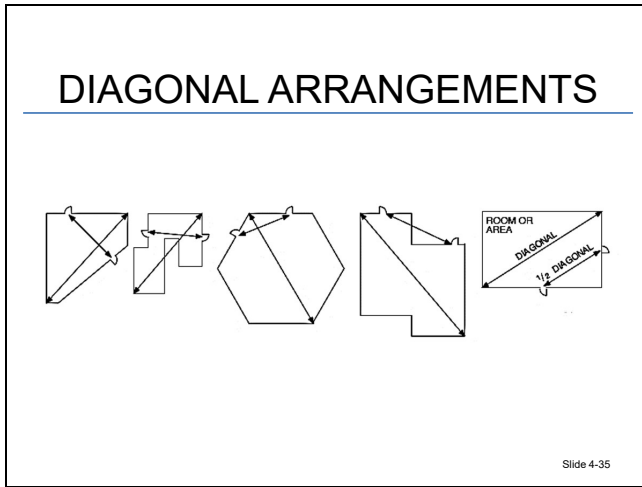 DIAGONAL ARRANGEMENTS
ROOM OR
AREA
DIAGONAL
1/2 DIAGONAL
Slide 4-35